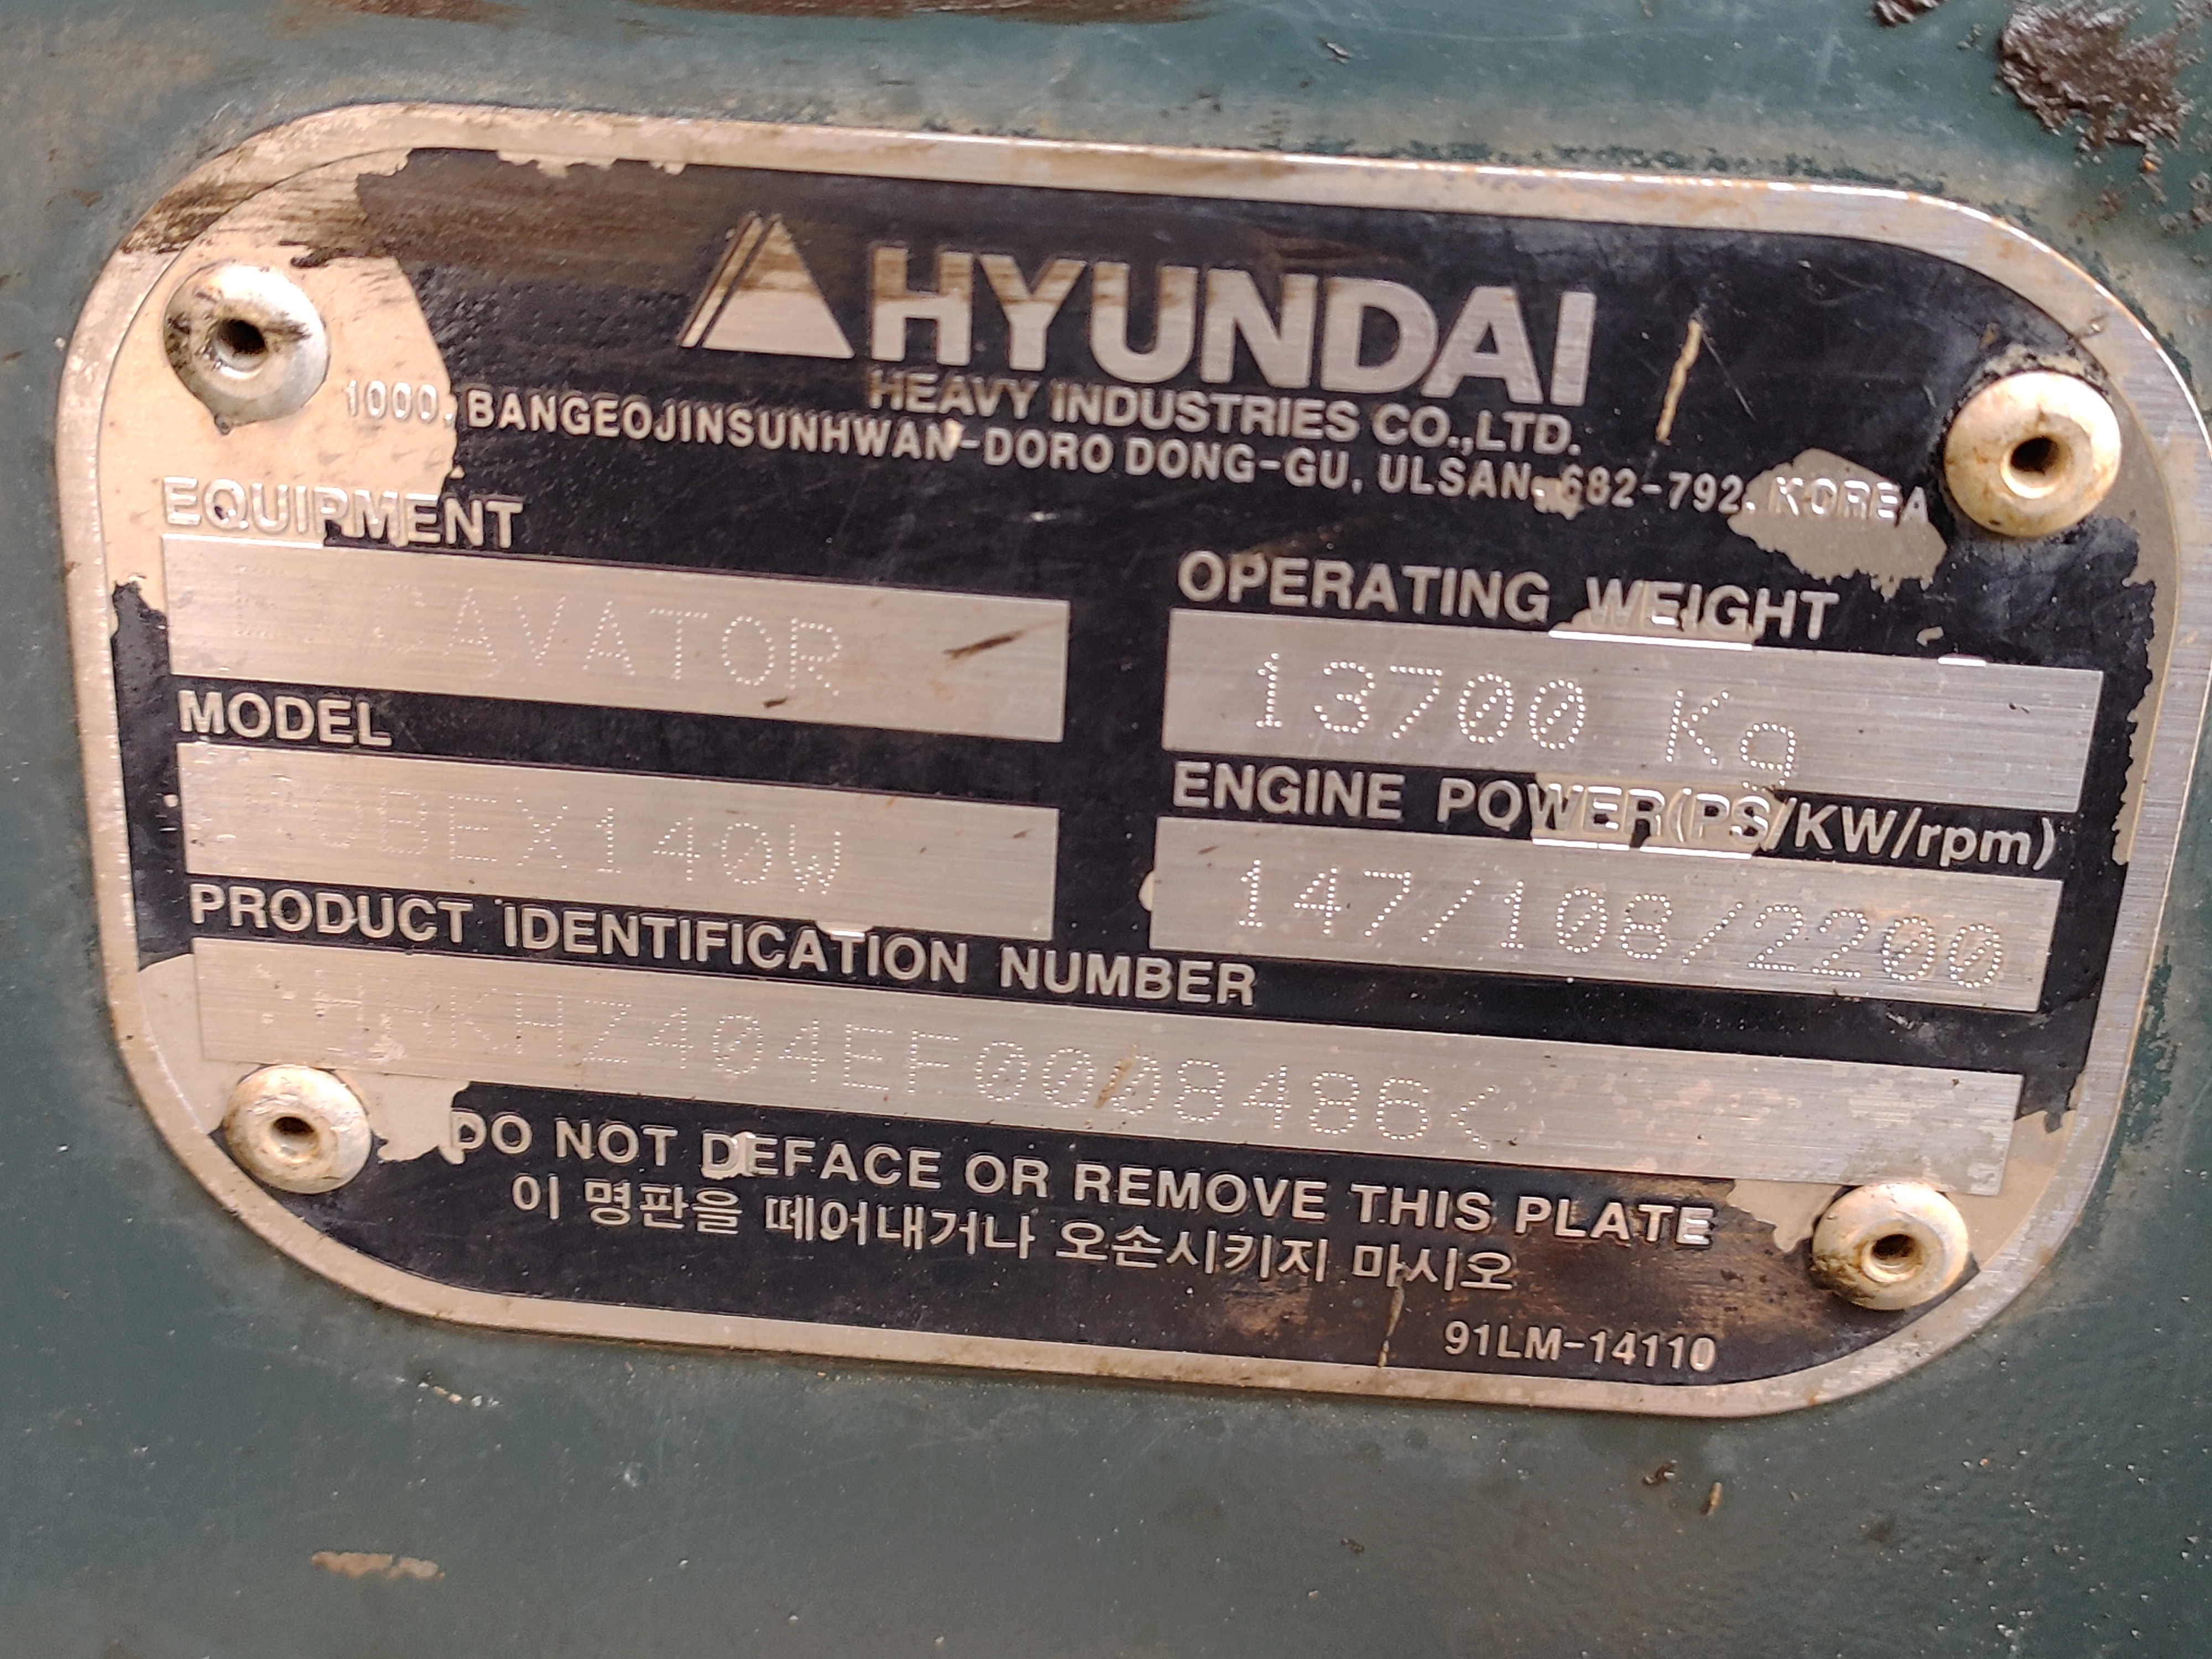 HYUNDAI
HEAVY INDUSTRIES CO.,LTD.
1000, BANGEOJINSUNHWAN-DORO DONG-GU, ULSAN, 682-792, KOREA
EQUIPMENT
OPERATING WEIGHT
13700 Kg
MODEL
ENGINE POWER(PS/KW/rpm)
147/108/2200
PRODUCT IDENTIFICATION NUMBER
DO NOT DEFACE OR REMOVE THIS PLATE
이 명판을 떼어내거나 오손시키지 마시오
91LM-14110